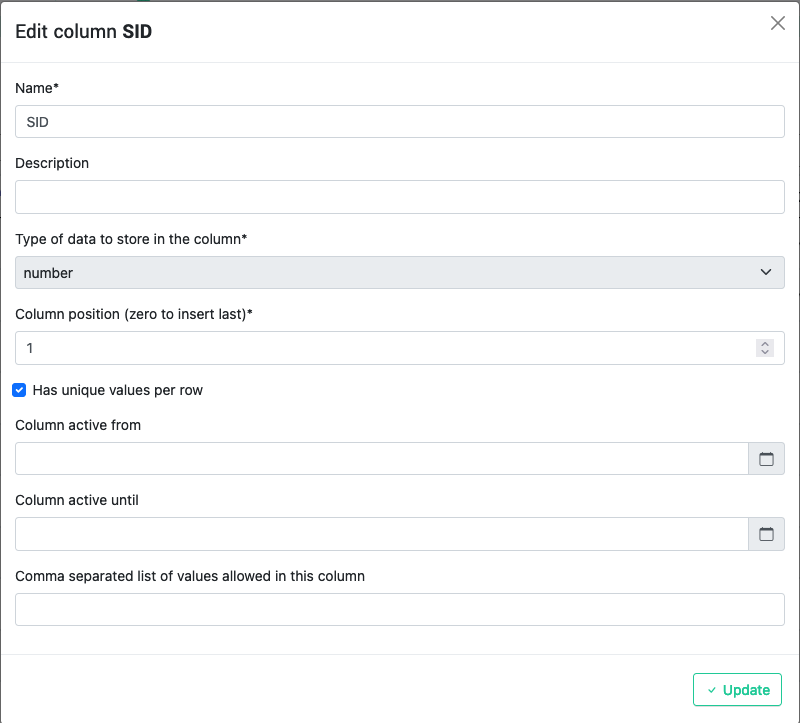 Edit column SID
Name*
SID
Description
Type of data to store in the column*
number
Column position (zero to insert last)*
1
Has unique values per row
Column active from
Column active until
Comma separated list of values allowed in this column
Update